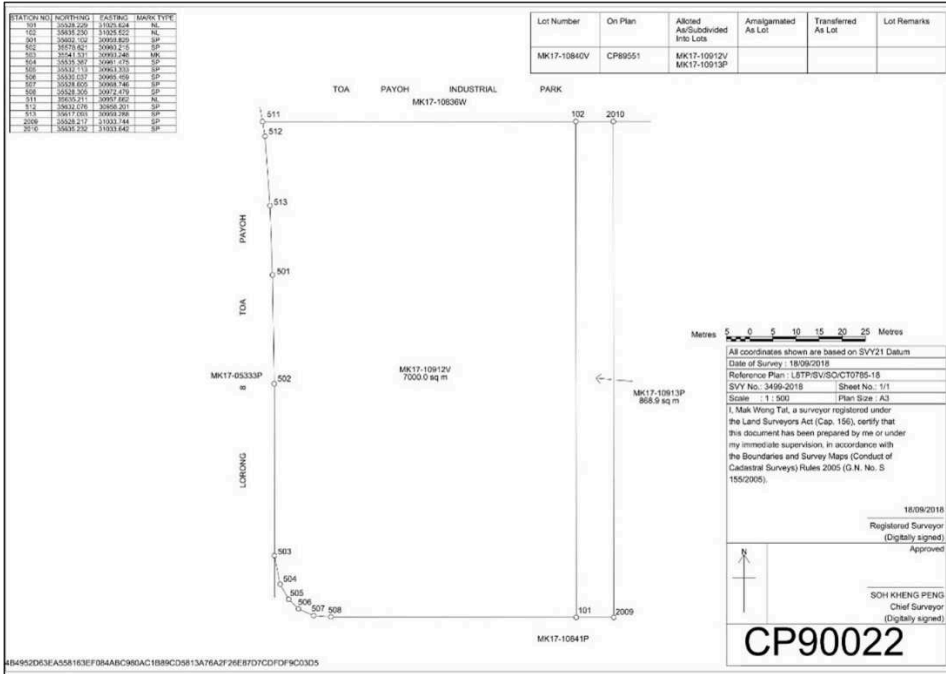 STATION NO. NORTHING EASTING MARK TYPE
101 35528.229 31025.624 NL
102 35635.230 31025.522 NL
501 35602.102 SP
502 35578.621 30960.215 SP
503 35541.531 30960.248 MK
504 35535.387 30961.475 SP
505 35532.113 30963.333 SP
506 35530.037 30965.459 SP
507 35528.605 30968.746 SP
508 35528.305 30972.479 SP
511 35635.211 30957.662 NL
512 35632.076 30958.201 SP
513 SP
2009 35528.217 31033.744 SP
2010 35635.232 31033.642 SP
Lot Number On Plan Alloted As/Subdivided Into Lots Amalgamated As Lot Transferred As Lot Lot Remarks
MK17-10840V CP89551 MK17-10912V
MK17-10913P
TOA PAYOH INDUSTRIAL PARK
MK17-10836W
511
512
102
2010
513
501
502
503
504
505
506
507
508
101
2009
LORONG 8 TOA PAYOH
MK17-05333P
MK17-10912V
7000.0 sq m
MK17-10913P
868.9 sq m
MK17-10841P
Metres 5 0 5 10 15 20 25 Metres
All coordinates shown are based on SVY21 Datum
Date of Survey : 18/09/2018
Reference Plan : LSTP/SV/SO/CT0785-18
SVY No.: 3499-2018 Sheet No.: 1/1
Scale : 1 : 500 Plan Size : A3
I, Mak Weng Tat, a surveyor registered under
the Land Surveyors Act (Cap. 156), certify that
this document has been prepared by me or under
my immediate supervision, in accordance with
the Boundaries and Survey Maps (Conduct of
Cadastral Surveys) Rules 2005 (G.N. No. S
155/2005).
18/09/2018
Registered Surveyor
(Digitally signed)
N
Approved
SOH KHENG PENG
Chief Surveyor
(Digitally signed)
CP90022